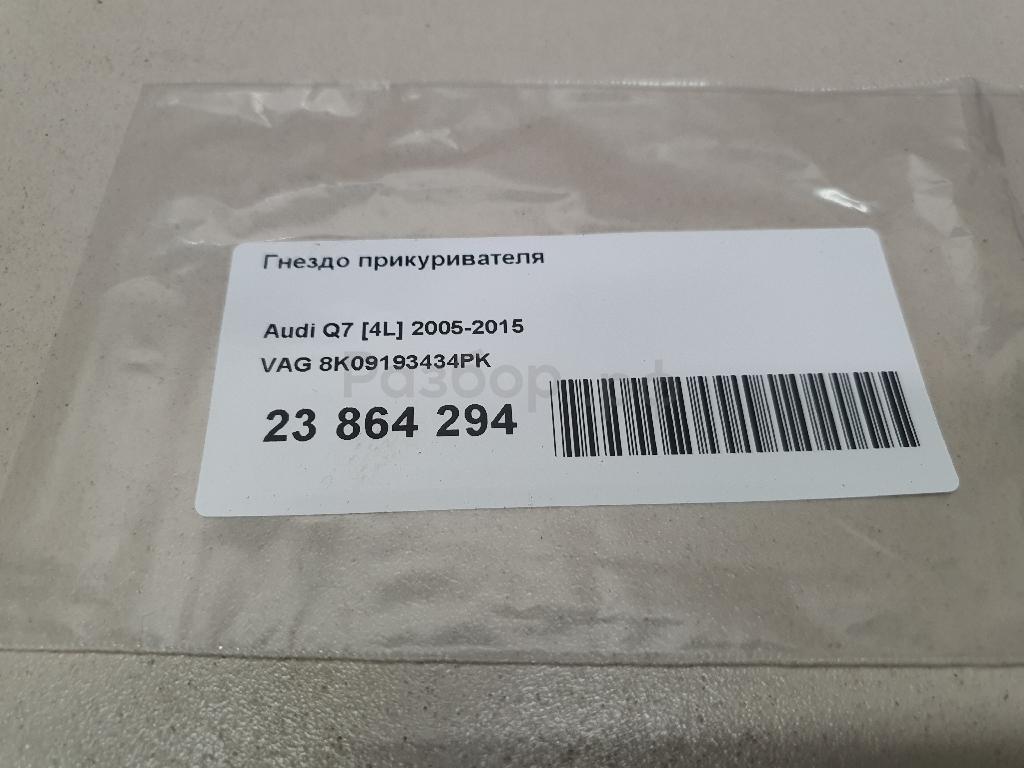 Гнездо прикуривателя
Audi Q7 [4L] 2005-2015
VAG 8K09193434PK
23 864 294